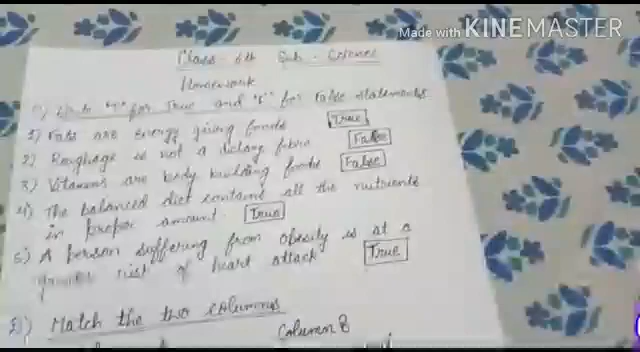 Made with KINEMASTER
Class 6th Sub - Science
Homework
1) Write "T" for True and "F" for False statements
1) Fats are energy giving foods True
2) Roughage is not a dietary fibre False
3) Vitamins are body building foods False
4) The balanced diet contains all the nutrients
in proper amount. True
5) A person suffering from obesity is at a
greater risk of heart attack True
2) Match the two columns
Column B